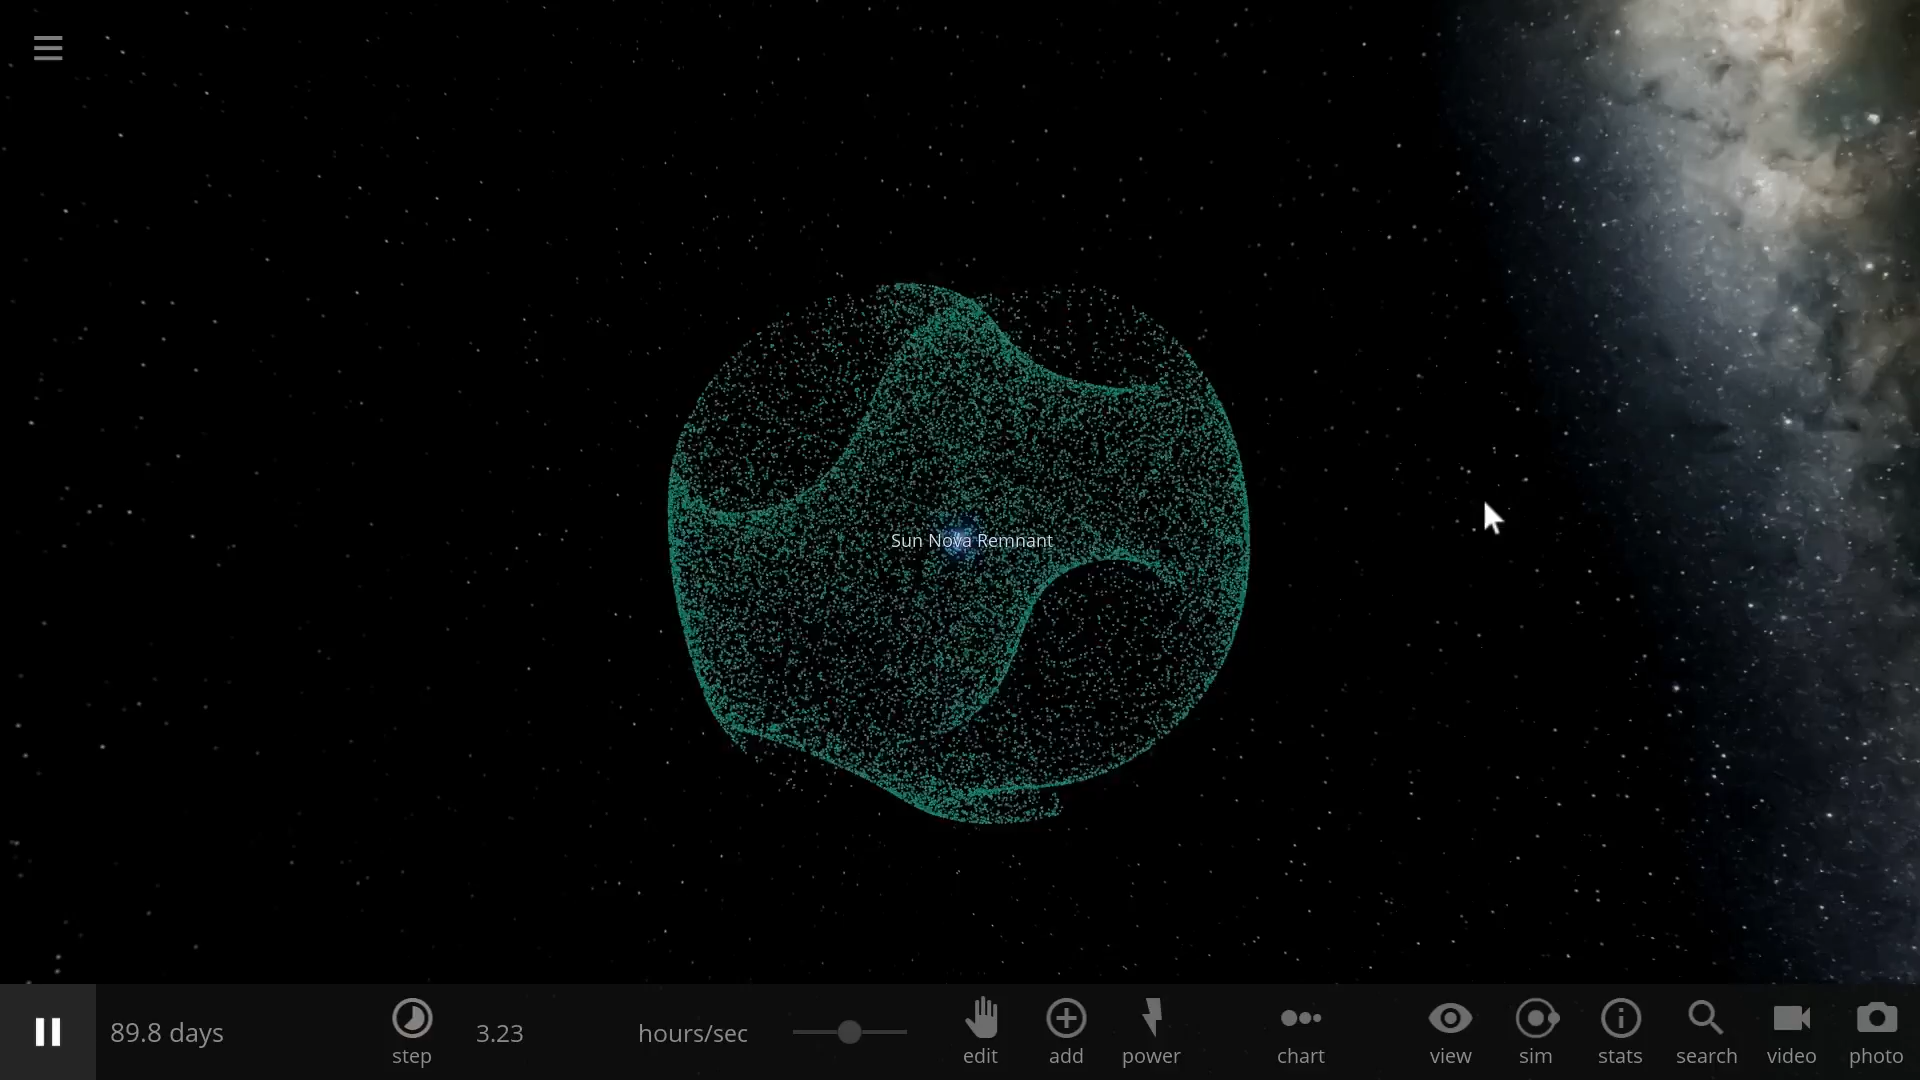 Sun Nova Remnant
89.8 days
step
3.23
hours/sec
edit
add
power
chart
view
sim
stats
search
video
photo